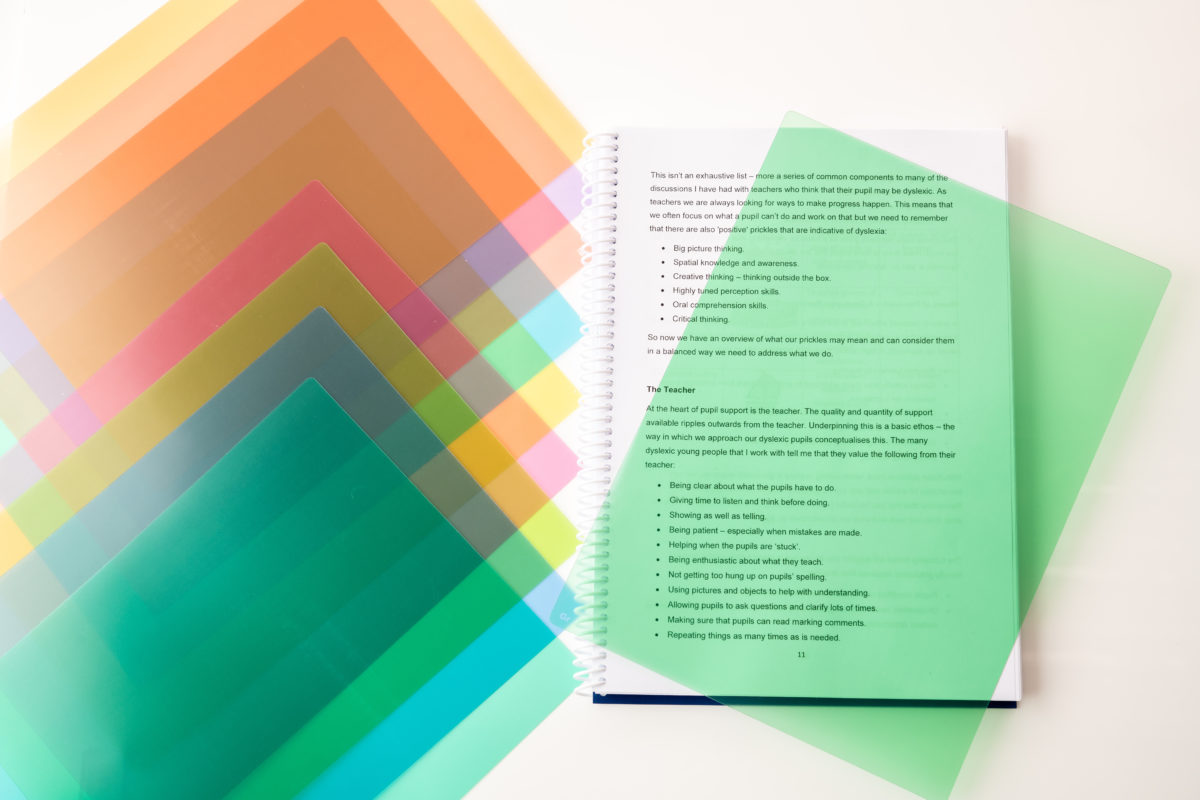 This isn't an exhaustive list – more a series of common components to many of the
discussions I have had with teachers who think that their pupil may be dyslexic. As
teachers we are always looking for ways to make progress happen. This means that
we often focus on what a pupil can't do and work on that but we need to remember
that there are also 'positive' prickles that are indicative of dyslexia:
• Big picture thinking.
• Spatial knowledge and awareness.
• Creative thinking – thinking outside the box.
• Highly tuned perception skills.
• Oral comprehension skills.
• Critical thinking.
So now we have an overview of what our prickles may mean and can consider them
in a balanced way we need to address what we do.
The Teacher
At the heart of pupil support is the teacher. The quality and quantity of support
available ripples outwards from the teacher. Underpinning this is a basic ethos – the
way in which we approach our dyslexic pupils conceptualises this. The many
dyslexic young people that I work with tell me that they value the following from their
teacher:
• Being clear about what the pupils have to do.
• Giving time to listen and think before doing.
• Showing as well as telling.
• Being patient – especially when mistakes are made.
• Helping when the pupils are 'stuck'.
• Being enthusiastic about what they teach.
• Not getting too hung up on pupils' spelling.
• Using pictures and objects to help with understanding.
• Allowing pupils to ask questions and clarify lots of times.
• Making sure that pupils can read marking comments.
• Repeating things as many times as is needed.
11